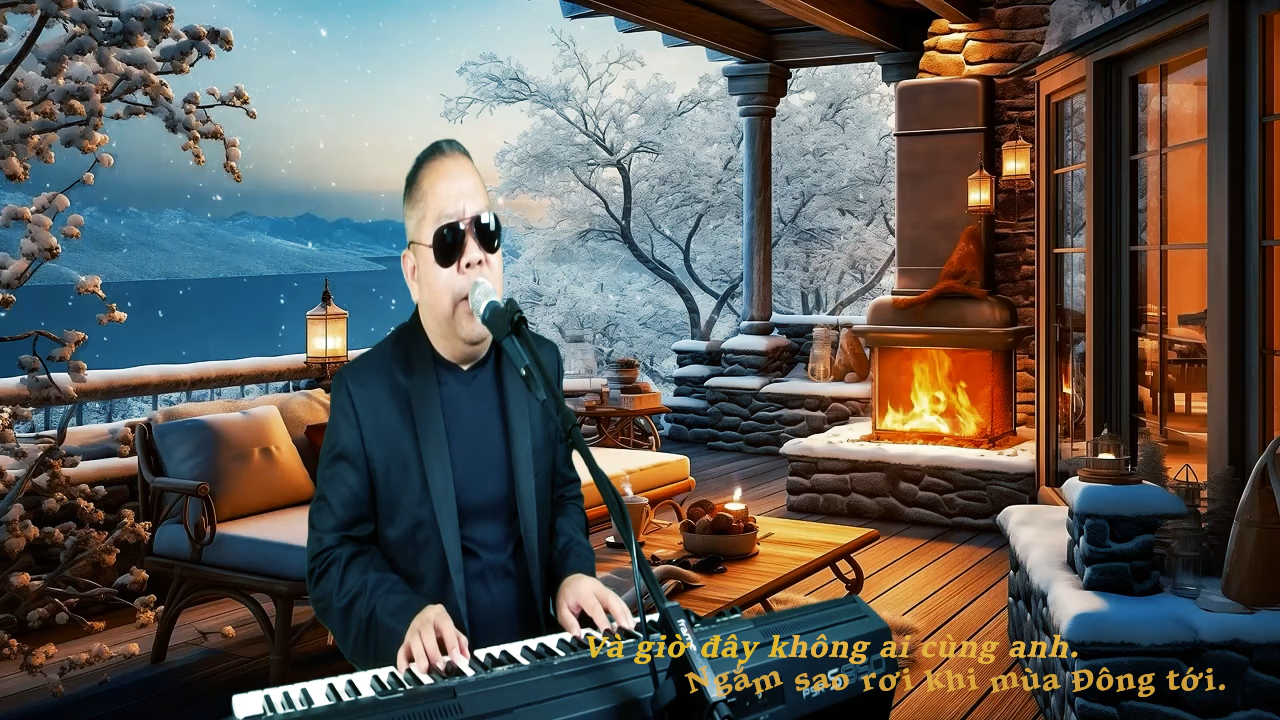 Và giờ đây không ai cùng anh.
Ngắm sao rơi khi mùa Đông tới.